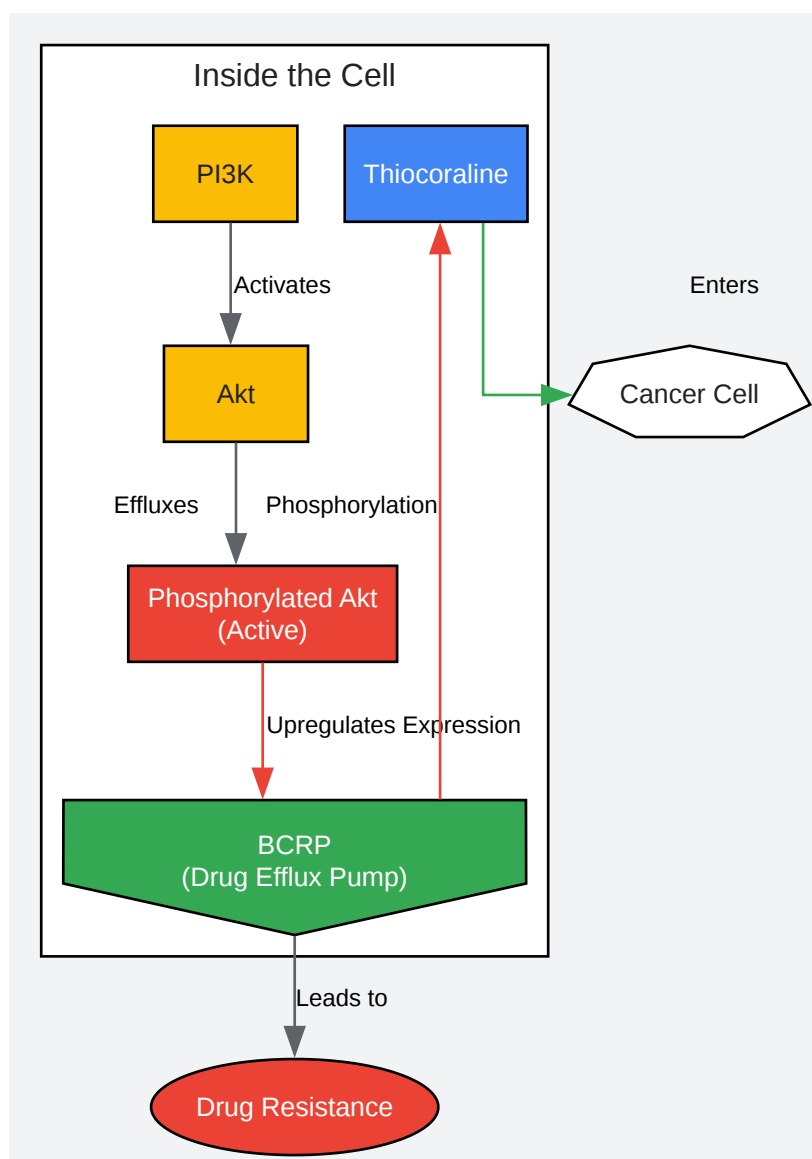 Inside the Cell
PI3K
Thiocoraline
Activates
Enters
Akt
Cancer Cell
Effluxes
Phosphorylation
Phosphorylated Akt
(Active)
Upregulates Expression
BCRP
(Drug Efflux Pump)
Leads to
Drug Resistance